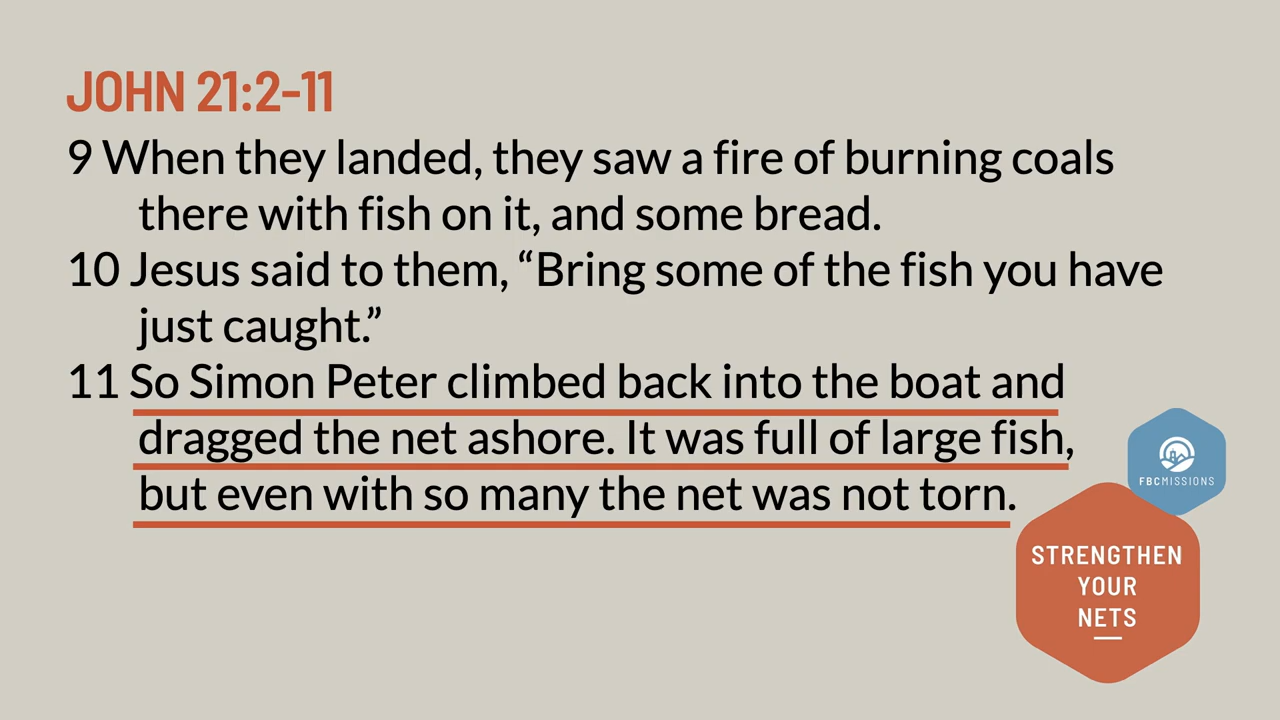 JOHN 21:2-11
9 When they landed, they saw a fire of burning coals
there with fish on it, and some bread.
10 Jesus said to them, “Bring some of the fish you have
just caught.”
11 So Simon Peter climbed back into the boat and
dragged the net ashore. It was full of large fish,
but even with so many the net was not torn.
FBCMISSIONS
STRENGTHEN
YOUR
NETS